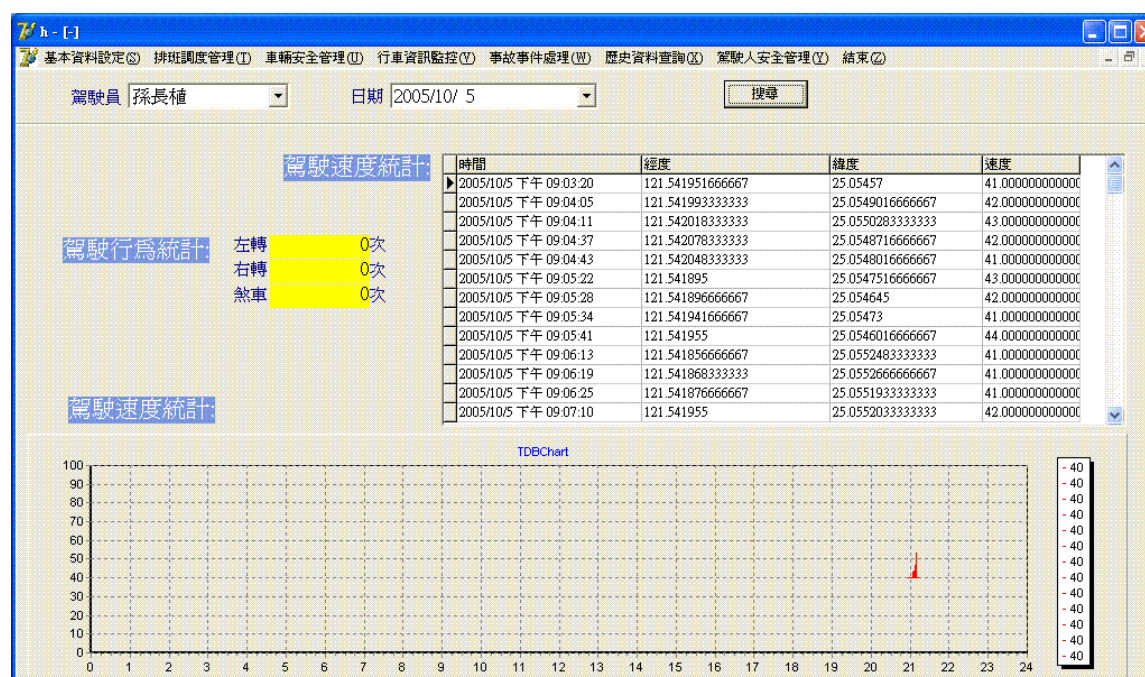 h - [-]
基本資料設定(S) 排班調度管理(T) 車輛安全管理(U) 行車資訊監控(V) 事故事件處理(W) 歷史資料查詢(X) 駕駛人安全管理(Y) 結束(Z)
駕駛員 孫長植 日期 2005/10/ 5 搜尋
駕駛速度統計:
時間 經度 緯度 速度
2005/10/5 下午 09:03:20 121.541951666667 25.05457 41.000000000000
2005/10/5 下午 09:04:05 121.541993333333 25.0549016666667 42.000000000000
2005/10/5 下午 09:04:11 121.542018333333 25.0550283333333 43.000000000000
2005/10/5 下午 09:04:37 121.542078333333 25.0548716666667 42.000000000000
2005/10/5 下午 09:04:43 121.542048333333 25.0548016666667 41.000000000000
2005/10/5 下午 09:05:22 121.541895 25.0547516666667 43.000000000000
2005/10/5 下午 09:05:28 121.541896666667 25.054645 42.000000000000
2005/10/5 下午 09:05:34 121.541941666667 25.05473 41.000000000000
2005/10/5 下午 09:05:41 121.541955 25.0546016666667 44.000000000000
2005/10/5 下午 09:06:13 121.541856666667 25.0552483333333 41.000000000000
2005/10/5 下午 09:06:19 121.541868333333 25.0552666666667 41.000000000000
2005/10/5 下午 09:06:25 121.541876666667 25.0551933333333 41.000000000000
2005/10/5 下午 09:07:10 121.541955 25.0552033333333 42.000000000000
駕駛行為統計:
左轉 0次
右轉 0次
煞車 0次
駕駛速度統計:
TDBChart
100
90
80
70
60
50
40
30
20
10
0
0 1 2 3 4 5 6 7 8 9 10 11 12 13 14 15 16 17 18 19 20 21 22 23 24
40
40
40
40
40
40
40
40
40
40
40
40
40